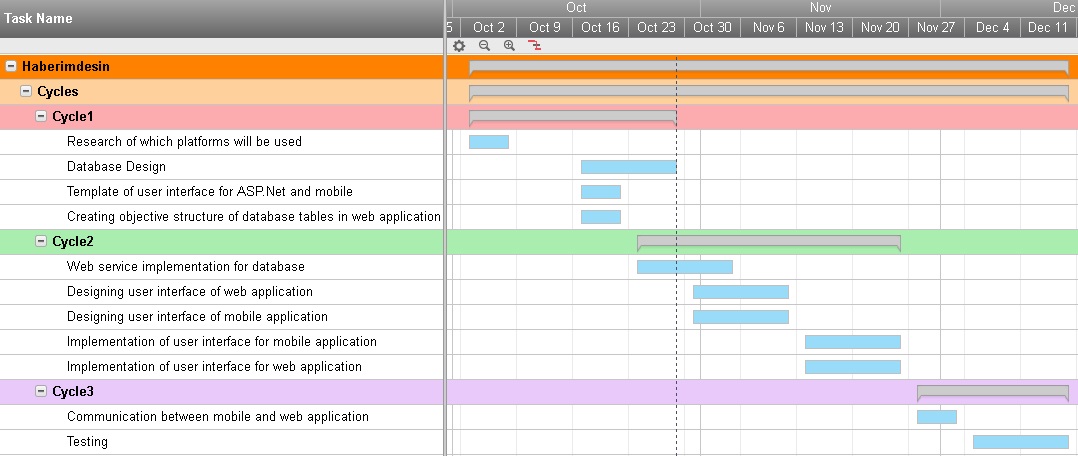 Task Name
Oct Nov Dec
5 Oct 2 Oct 9 Oct 16 Oct 23 Oct 30 Nov 6 Nov 13 Nov 20 Nov 27 Dec 4 Dec 11
Haberimdesin
Cycles
Cycle1
Research of which platforms will be used
Database Design
Template of user interface for ASP.Net and mobile
Creating objective structure of database tables in web application
Cycle2
Web service implementation for database
Designing user interface of web application
Designing user interface of mobile application
Implementation of user interface for mobile application
Implementation of user interface for web application
Cycle3
Communication between mobile and web application
Testing